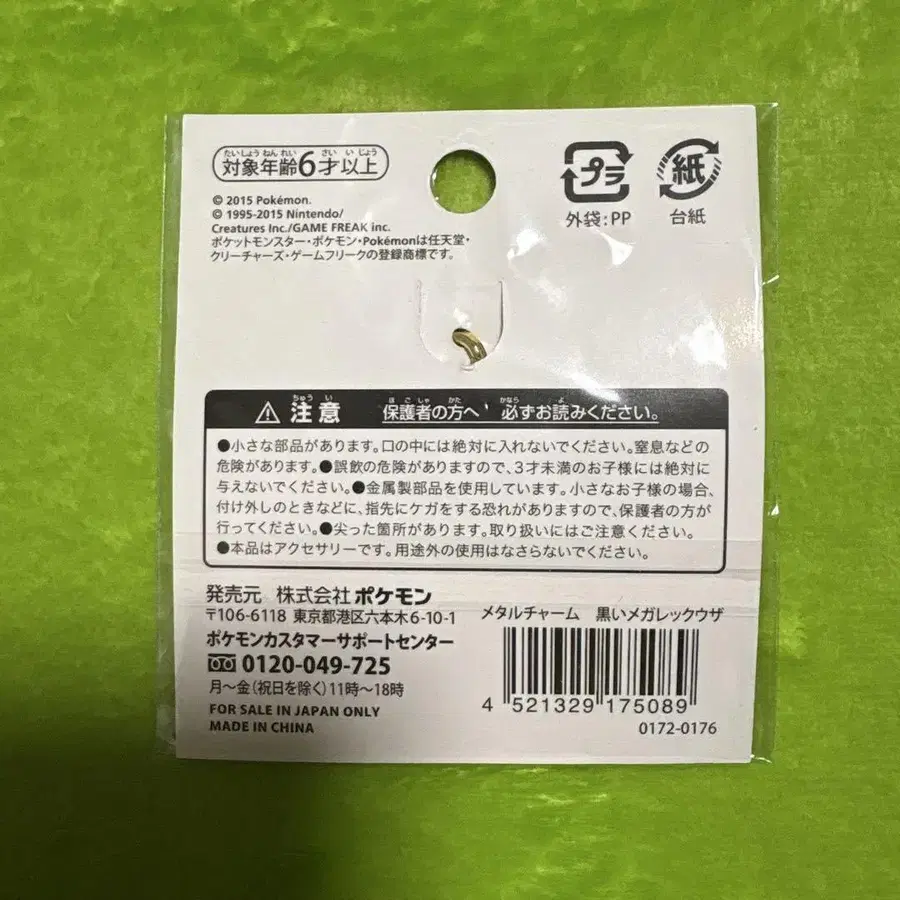 たいしょうねんれい さいいじょう
対象年齢6才以上
プラ
外袋:PP
紙
台紙
© 2015 Pokémon.
© 1995-2015 Nintendo/
Creatures Inc./GAME FREAK inc.
ポケットモンスター・ポケモン・Pokémonは任天堂・
クリーチャーズ・ゲームフリークの登録商標です。
ちゅうい ほごしゃ かた かなら よ
注意 保護者の方へ 必ずお読みください。
●小さな部品があります。口の中には絶対に入れないでください。窒息などの
危険があります。●誤飲の危険がありますので、3才未満のお子様には絶対に
与えないでください。●金属製部品を使用しています。小さなお子様の場合、
付け外しのときなどに、指先にケガをする恐れがありますので、保護者の方が
行ってください。●尖った箇所があります。取り扱いにはご注意ください。
●本品はアクセサリーです。用途外の使用はなさらないでください。
発売元 株式会社ポケモン
〒106-6118 東京都港区六本木6-10-1
ポケモンカスタマーサポートセンター
0120-049-725
月〜金(祝日を除く)11時〜18時
FOR SALE IN JAPAN ONLY
MADE IN CHINA
メタルチャーム 黒いメガレックウザ
4 521329 175089
0172-0176